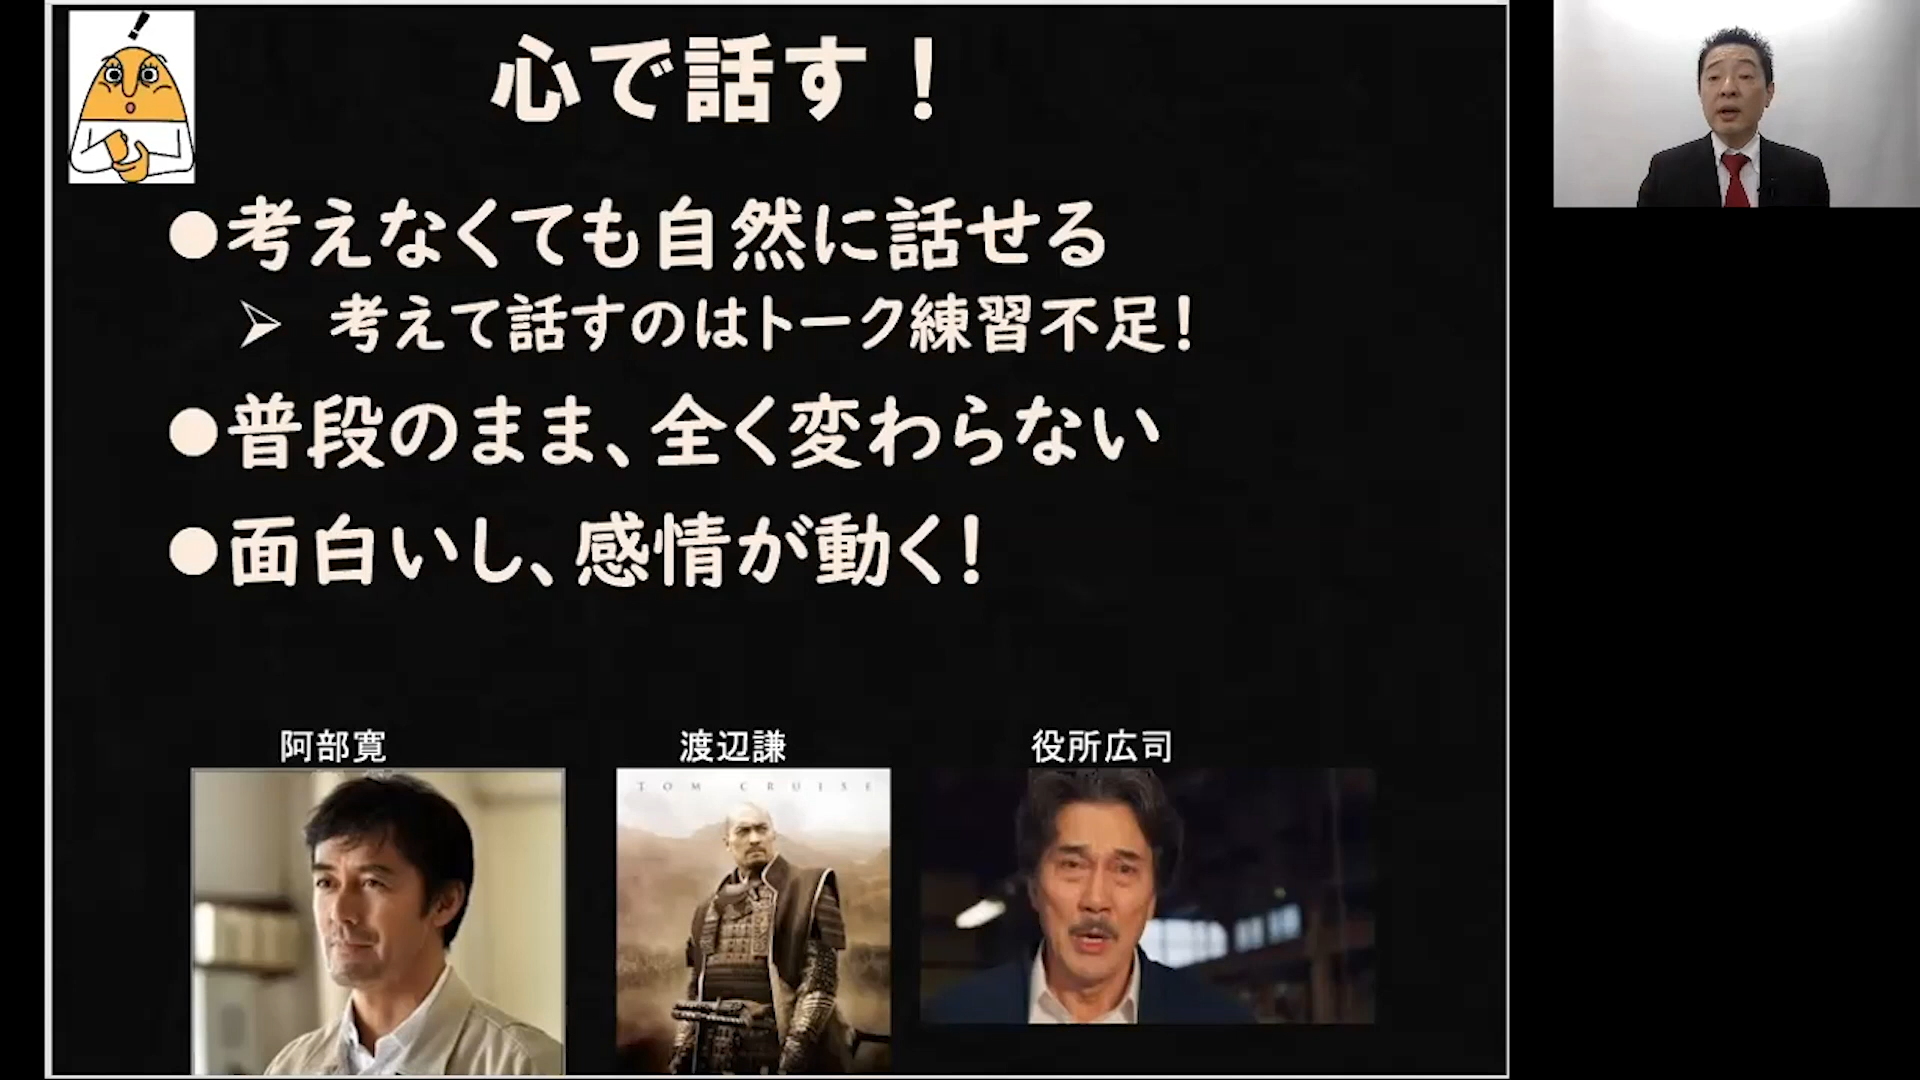 心で話す！
●考えなくても自然に話せる
➢ 考えて話すのはトーク練習不足！
●普段のまま、全く変わらない
●面白いし、感情が動く！
阿部寛
渡辺謙
役所広司
TOM CRUISE